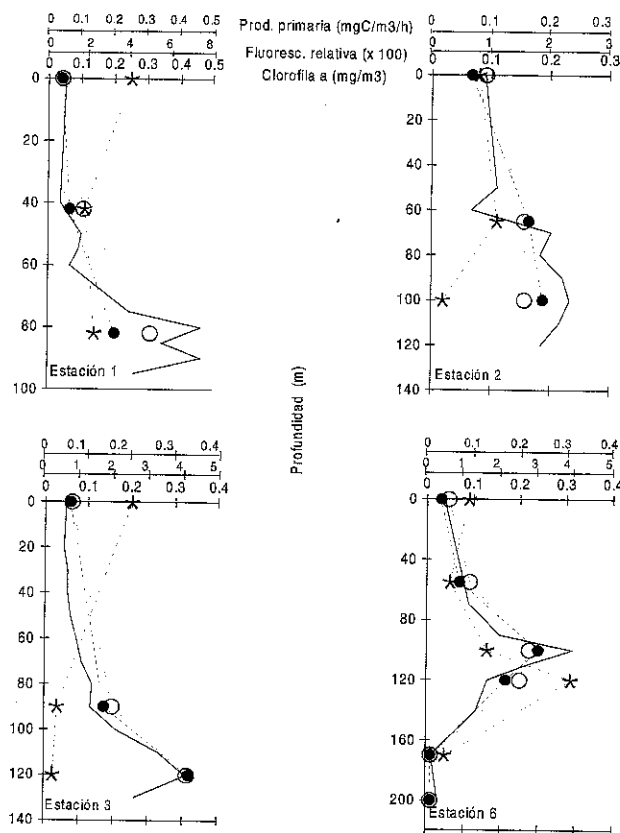 0 0.1 0.2 0.3 0.4 0.5
Prod. primaria (mgC/m3/h)
0 0.1 0.2 0.3
0 2 4 6 8
Fluoresc. relativa (x 100)
0 2 4 6 8
0 0.1 0.2 0.3 0.4 0.5
Clorofila a (mg/m3)
0 0.1 0.2 0.3
0
20
40
60
80
100
Estación 1
0
20
40
60
80
100
120
140
Estación 2
Profundidad (m)
0 0.1 0.2 0.3 0.4 0.5
0 1 2 3 4 5
0 0.1 0.2 0.3 0.4
0
20
40
60
80
100
120
140
Estación 3
0 0.1 0.2 0.3 0.4
0 1 2 3 4 5
0 0.1 0.2 0.3 0.4
0
40
80
120
160
200
Estación 6